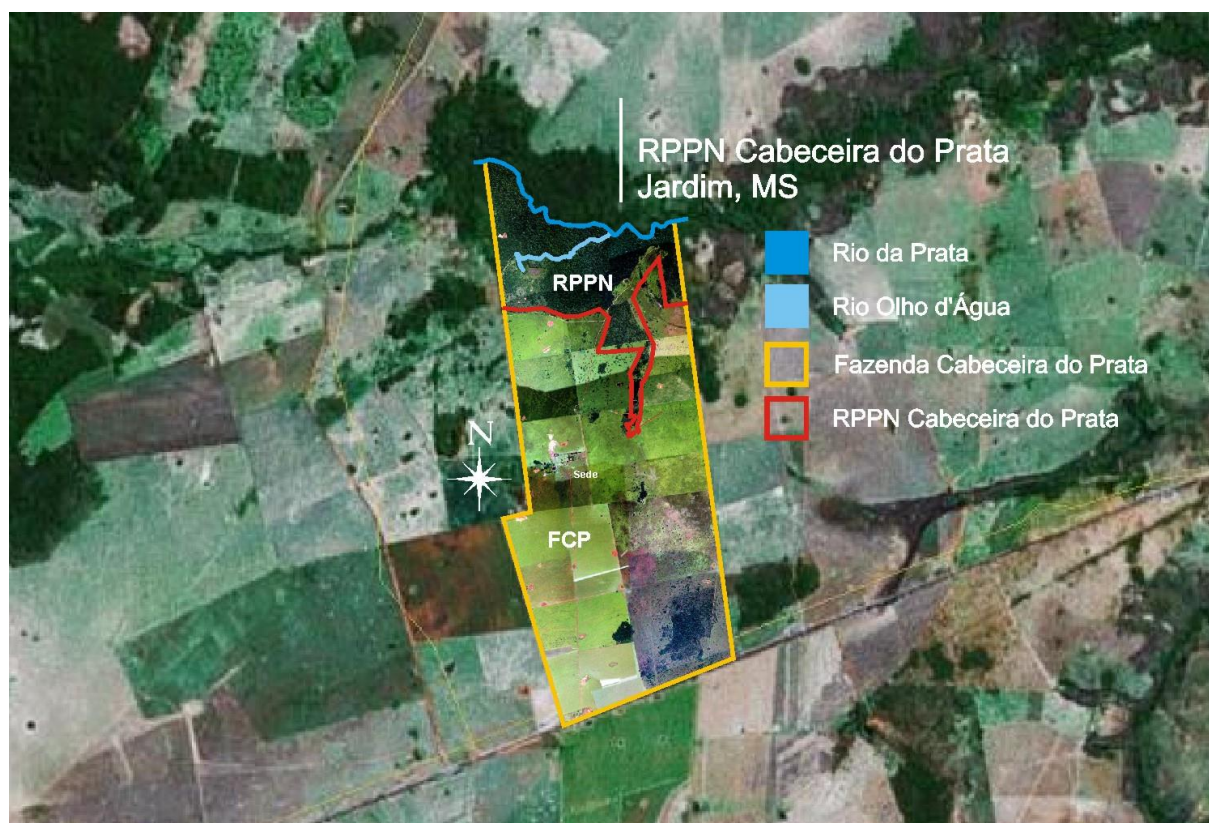 RPPN Cabeceira do Prata
Jardim, MS
Rio da Prata
Rio Olho d'Água
Fazenda Cabeceira do Prata
RPPN Cabeceira do Prata
RPPN
N
Sede
FCP